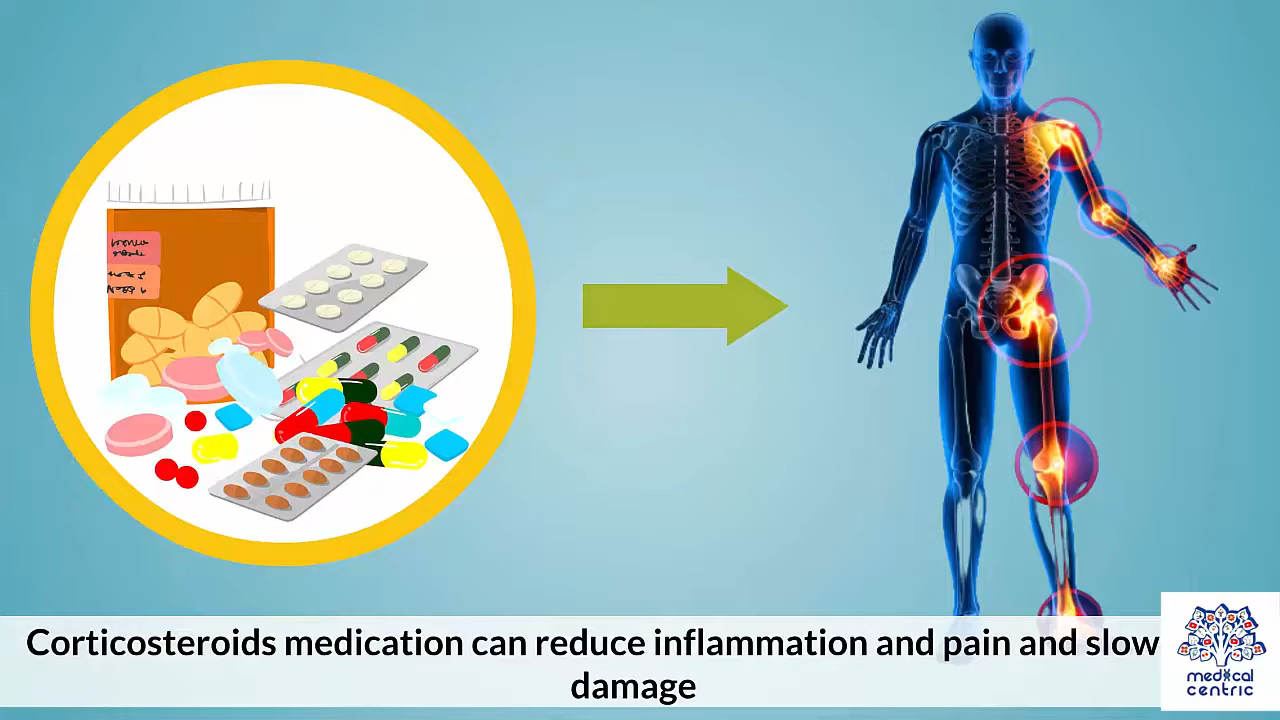 Corticosteroids medication can reduce inflammation and pain and slow
damage
medical
centric